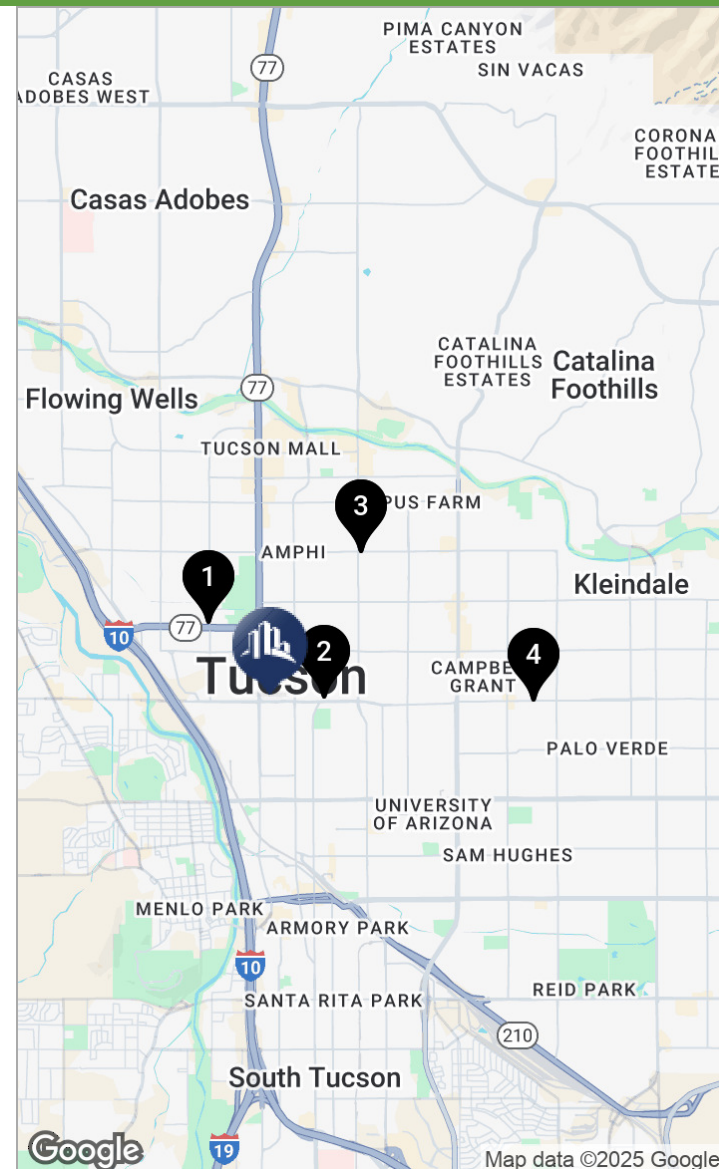 PIMA CANYON
ESTATES
77
SIN VACAS
CASAS
ADOBES WEST
CORONA
FOOTHIL
ESTATE
Casas Adobes
CATALINA
FOOTHILLS
ESTATES
Catalina
Foothills
77
Flowing Wells
TUCSON MALL
3
PUS FARM
AMPHI
1
Kleindale
77
10
2
Tucson
4
CAMPBE
GRANT
PALO VERDE
UNIVERSITY
OF ARIZONA
SAM HUGHES
MENLO PARK
ARMORY PARK
10
REID PARK
SANTA RITA PARK
210
South Tucson
Google
19
Map data ©2025 Google